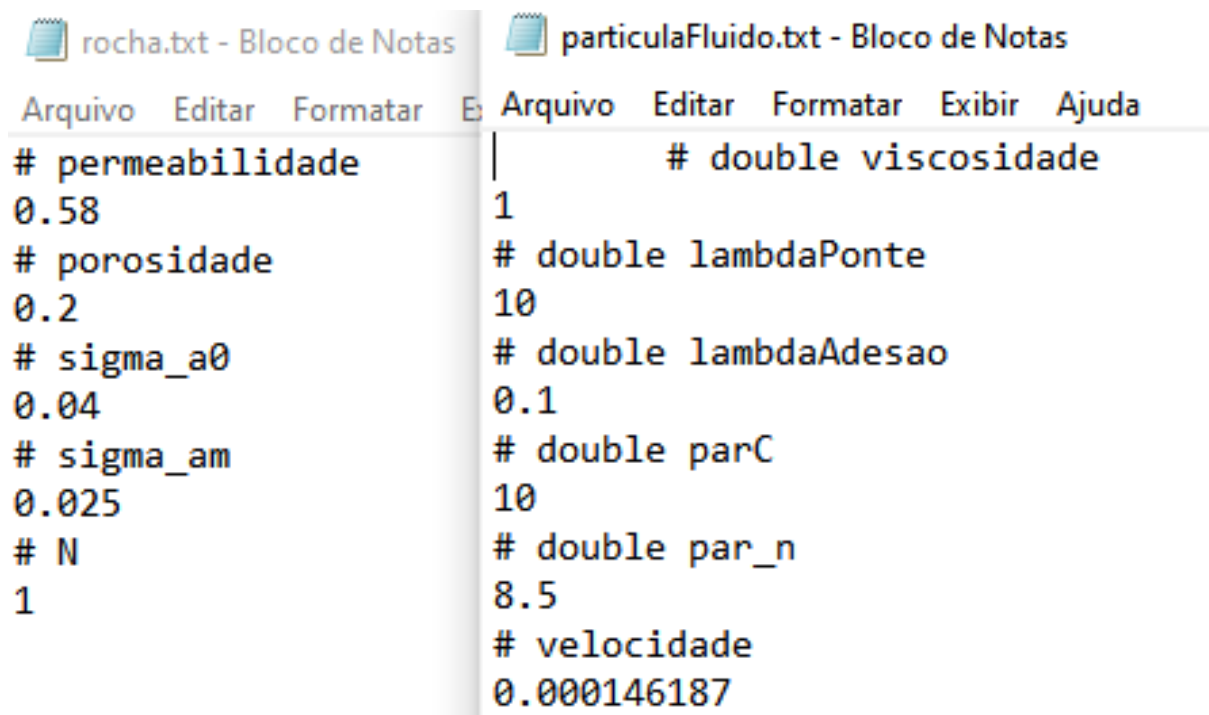 rocha.txt - Bloco de Notas
Arquivo Editar Formatar
# permeabilidade
0.58
# porosidade
0.2
# sigma_a0
0.04
# sigma_am
0.025
# N
1
particulaFluido.txt - Bloco de Notas
Arquivo Editar Formatar Exibir Ajuda
# double viscosidade
1
# double lambdaPonte
10
# double lambdaAdesao
0.1
# double parC
10
# double par_n
8.5
# velocidade
0.000146187